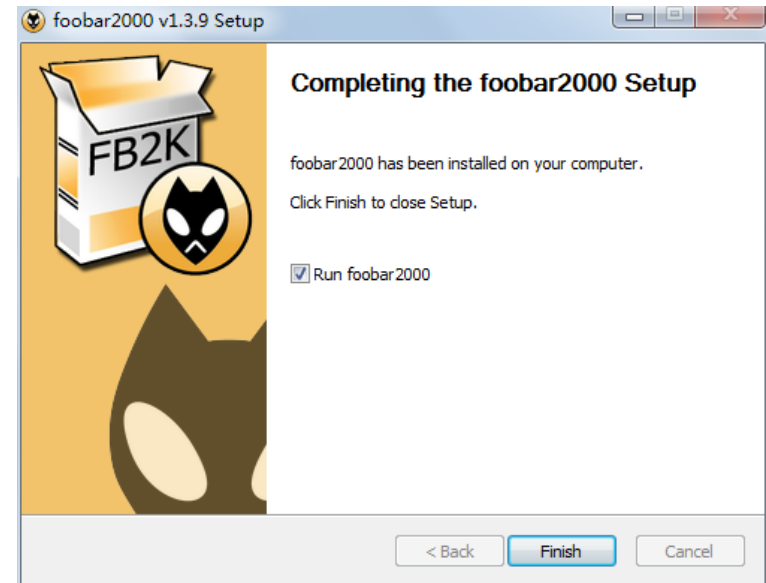 foobar2000 v1.3.9 Setup
FB2K
Completing the foobar2000 Setup
foobar2000 has been installed on your computer.
Click Finish to close Setup.
Run foobar2000
< Back
Finish
Cancel